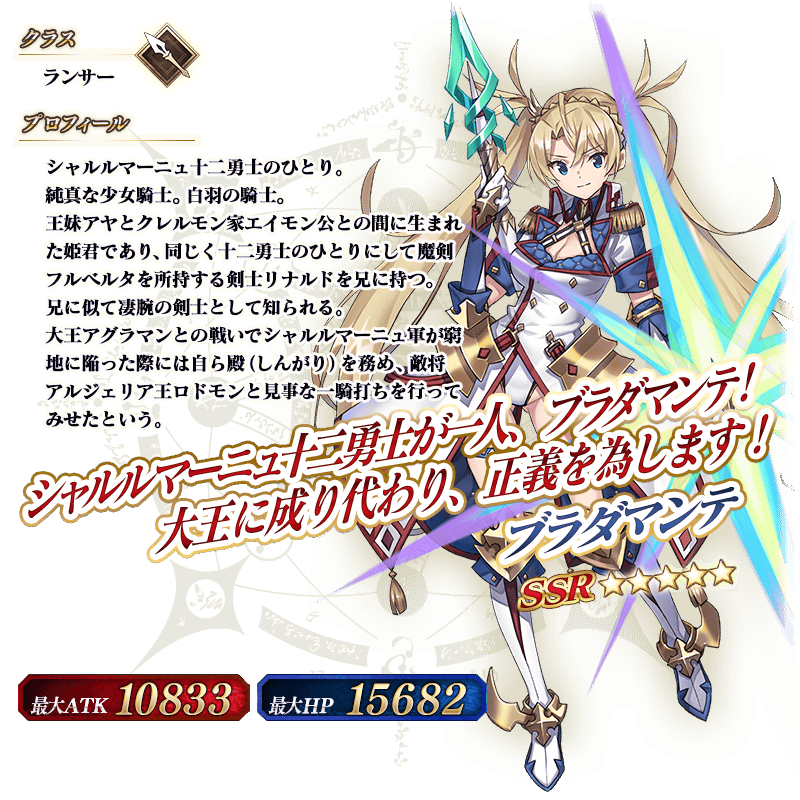 クラス
ランサー
プロフィール
シャルルマーニュ十二勇士のひとり。
純真な少女騎士。白羽の騎士。
王妹アヤとクレルモン家エイモン公との間に生まれ
た姫君であり、同じく十二勇士のひとりにして魔剣
フルベルタを所持する剣士リナルドを兄に持つ。
兄に似て凄腕の剣士として知られる。
大王アグラマンとの戦いでシャルルマーニュ軍が窮
地に陥った際には自ら殿(しんがり)を務め、敵将
アルジェリア王ロドモンと見事な一騎打ちを行って
みせたという。
シャルルマーニュ十二勇士が一人、ブラダマンテ!
大王に成り代わり、正義を為します!
ブラダマンテ
SSR ☆☆☆☆☆
最大ATK 10833
最大HP 15682